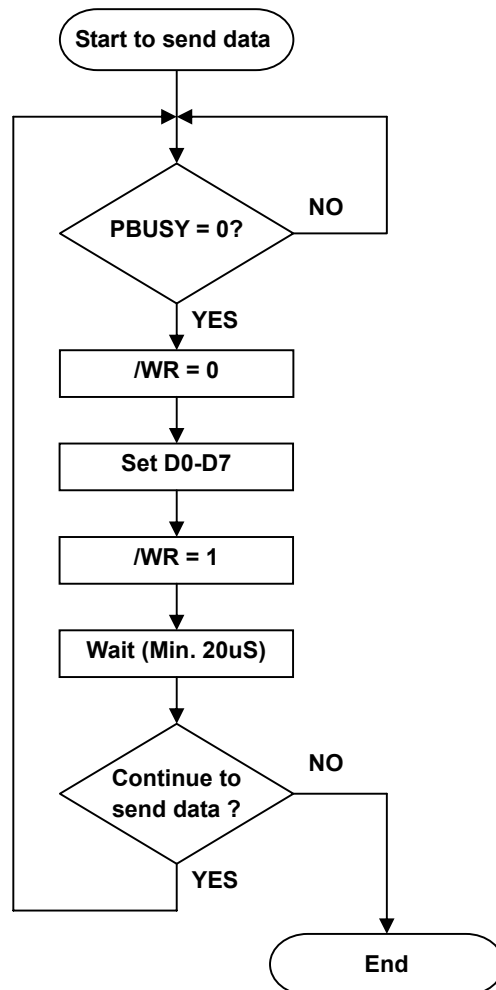 Start to send data
PBUSY = 0?
NO
YES
/WR = 0
Set D0-D7
/WR = 1
Wait (Min. 20uS)
Continue to
send data ?
NO
YES
End